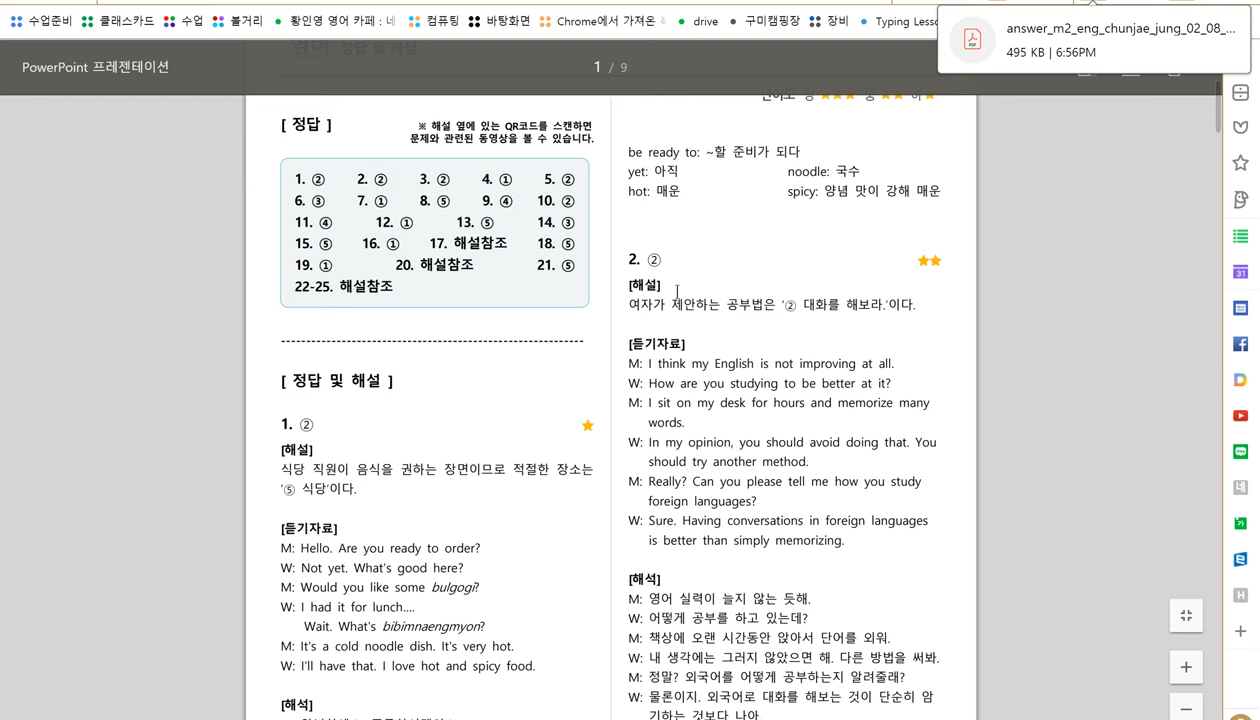 수업준비 클래스카드 수업 볼거리 황인영 영어 카페 : 네 컴퓨팅 바탕화면 Chrome에서 가져온 drive 구미캠핑장 장비 Typing Less
answer_m2_eng_chunjae_jung_02_08_...
495 KB | 6:56PM
PowerPoint 프레젠테이션
1 / 9
영어 정답 및 해설
[ 정답 ]
※ 해설 옆에 있는 QR코드를 스캔하면
문제와 관련된 동영상을 볼 수 있습니다.
1. ② 2. ② 3. ② 4. ① 5. ②
6. ③ 7. ① 8. ⑤ 9. ④ 10. ②
11. ④ 12. ① 13. ⑤ 14. ③
15. ⑤ 16. ① 17. 해설참조 18. ⑤
19. ① 20. 해설참조 21. ⑤
22-25. 해설참조
[ 정답 및 해설 ]
1. ②
[해설]
식당 직원이 음식을 권하는 장면이므로 적절한 장소는
'⑤ 식당'이다.
[듣기자료]
M: Hello. Are you ready to order?
W: Not yet. What's good here?
M: Would you like some bulgogi?
W: I had it for lunch....
Wait. What's bibimnaengmyon?
M: It's a cold noodle dish. It's very hot.
W: I'll have that. I love hot and spicy food.
[해석]
be ready to: ~할 준비가 되다
yet: 아직 noodle: 국수
hot: 매운 spicy: 양념 맛이 강해 매운
2. ②
[해설]
여자가 제안하는 공부법은 '② 대화를 해보라.'이다.
[듣기자료]
M: I think my English is not improving at all.
W: How are you studying to be better at it?
M: I sit on my desk for hours and memorize many
words.
W: In my opinion, you should avoid doing that. You
should try another method.
M: Really? Can you please tell me how you study
foreign languages?
W: Sure. Having conversations in foreign languages
is better than simply memorizing.
[해석]
M: 영어 실력이 늘지 않는 듯해.
W: 어떻게 공부를 하고 있는데?
M: 책상에 오랜 시간동안 앉아서 단어를 외워.
W: 내 생각에는 그러지 않았으면 해. 다른 방법을 써봐.
M: 정말? 외국어를 어떻게 공부하는지 알려줄래?
W: 물론이지. 외국어로 대화를 해보는 것이 단순히 암
기하는 것보다 나아